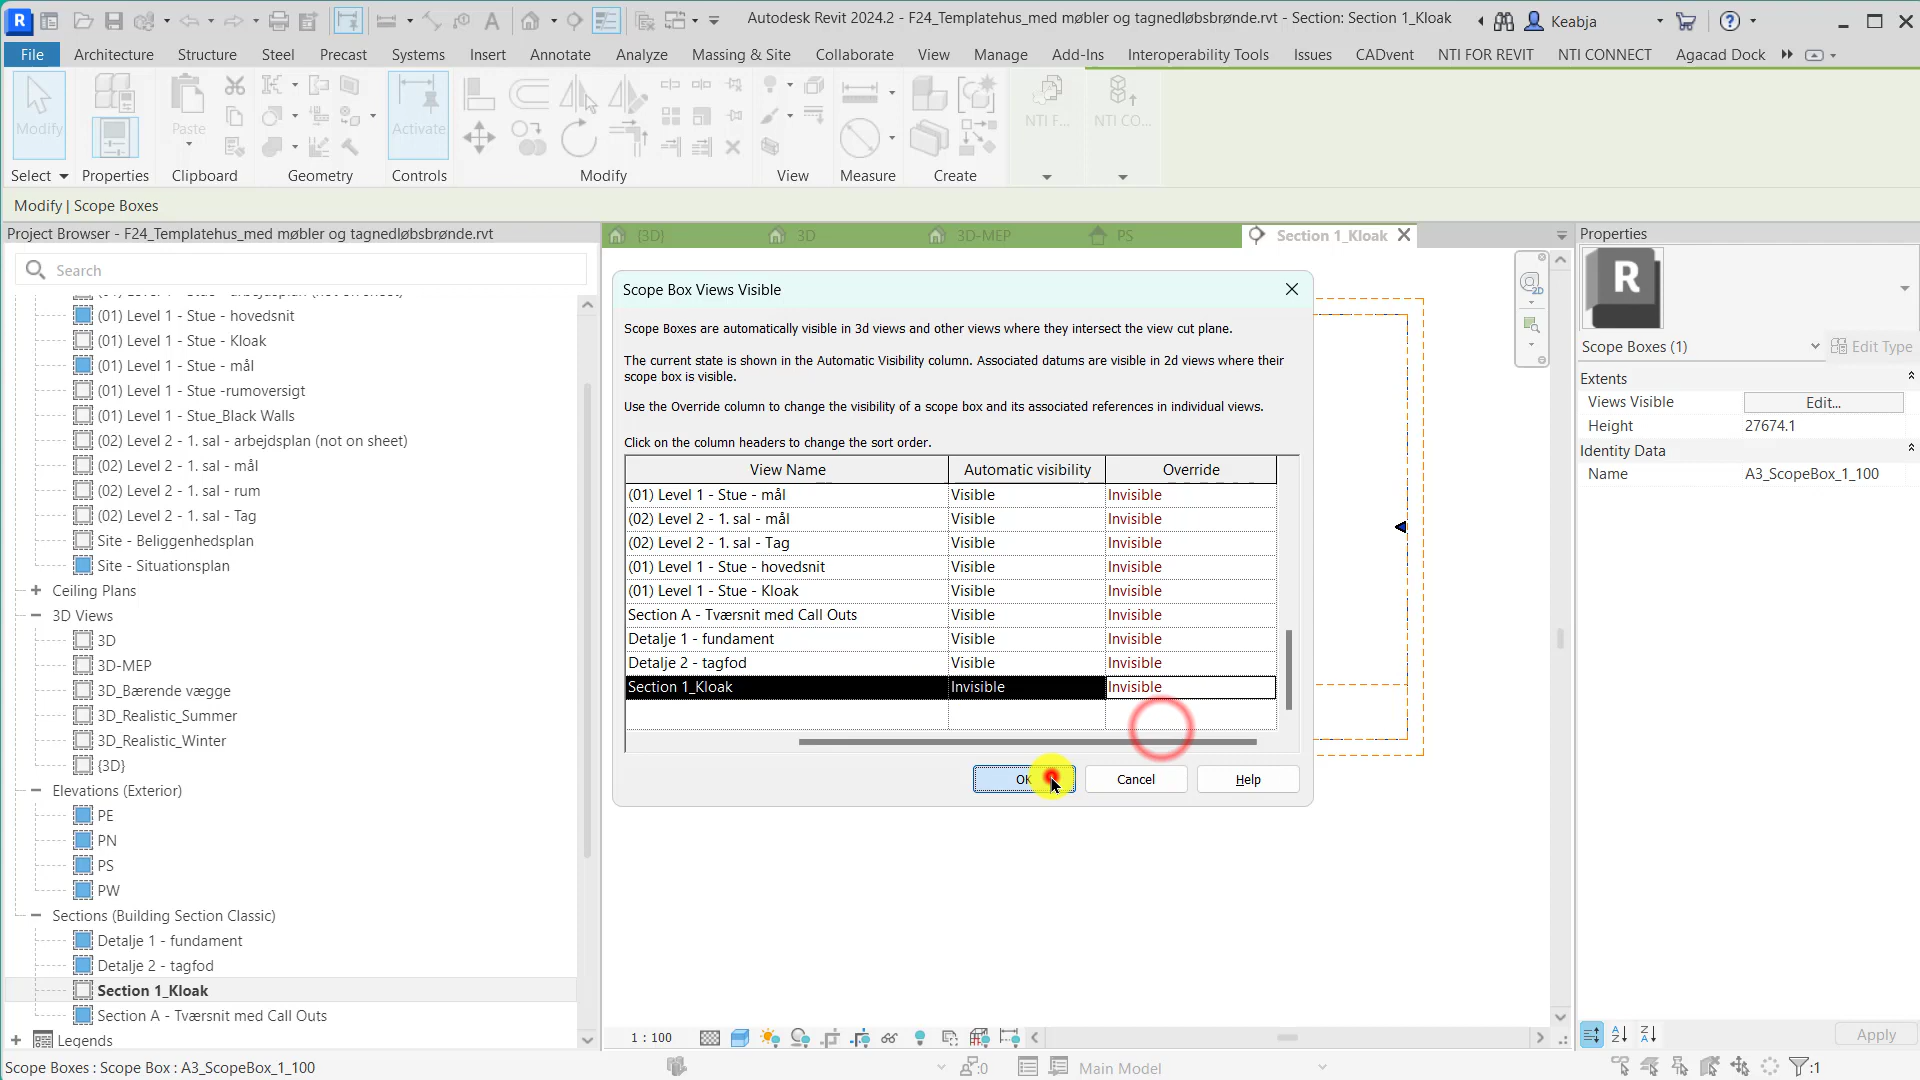 Autodesk Revit 2024.2 - F24_Templatehus_med møbler og tagnedløbsbrønde.rvt - Section: Section 1_Kloak
Keabja
File Architecture Structure Steel Precast Systems Insert Annotate Analyze Massing & Site Collaborate View Manage Add-Ins Interoperability Tools Issues CADvent NTI FOR REVIT NTI CONNECT Agacad Dock
Modify Paste Activate NTI F... NTI CO...
Select Properties Clipboard Geometry Controls Modify View Measure Create
Modify | Scope Boxes
Project Browser - F24_Templatehus_med møbler og tagnedløbsbrønde.rvt
Search
(01) Level 1 - Stue - arbejdsplan (not on sheet)
(01) Level 1 - Stue - hovedsnit
(01) Level 1 - Stue - Kloak
(01) Level 1 - Stue - mål
(01) Level 1 - Stue -rumoversigt
(01) Level 1 - Stue_Black Walls
(02) Level 2 - 1. sal - arbejdsplan (not on sheet)
(02) Level 2 - 1. sal - mål
(02) Level 2 - 1. sal - rum
(02) Level 2 - 1. sal - Tag
Site - Beliggenhedsplan
Site - Situationsplan
Ceiling Plans
3D Views
3D
3D-MEP
3D_Bærende vægge
3D_Realistic_Summer
3D_Realistic_Winter
{3D}
Elevations (Exterior)
PE
PN
PS
PW
Sections (Building Section Classic)
Detalje 1 - fundament
Detalje 2 - tagfod
Section 1_Kloak
Section A - Tværsnit med Call Outs
Legends
{3D} 3D 3D-MEP PS Section 1_Kloak
Scope Box Views Visible
Scope Boxes are automatically visible in 3d views and other views where they intersect the view cut plane.
The current state is shown in the Automatic Visibility column. Associated datums are visible in 2d views where their
scope box is visible.
Use the Override column to change the visibility of a scope box and its associated references in individual views.
Click on the column headers to change the sort order.
View Name Automatic visibility Override
(01) Level 1 - Stue - mål Visible Invisible
(02) Level 2 - 1. sal - mål Visible Invisible
(02) Level 2 - 1. sal - Tag Visible Invisible
(01) Level 1 - Stue - hovedsnit Visible Invisible
(01) Level 1 - Stue - Kloak Visible Invisible
Section A - Tværsnit med Call Outs Visible Invisible
Detalje 1 - fundament Visible Invisible
Detalje 2 - tagfod Visible Invisible
Section 1_Kloak Invisible Invisible
OK Cancel Help
Properties
Scope Boxes (1) Edit Type
Extents
Views Visible Edit...
Height 27674.1
Identity Data
Name A3_ScopeBox_1_100
Apply
1 : 100
Scope Boxes : Scope Box : A3_ScopeBox_1_100
:0 Main Model :1